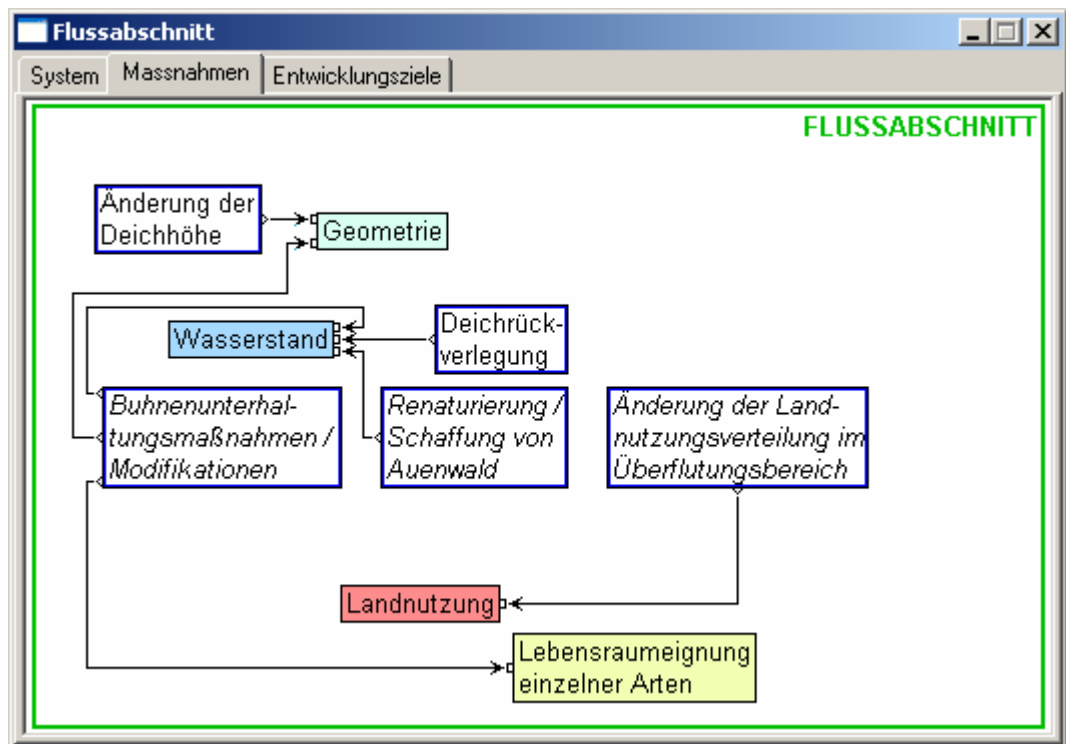 Flussabschnitt
System Massnahmen Entwicklungsziele
FLUSSABSCHNITT
Änderung der
Deichhöhe
Geometrie
Wasserstand
Deichrück-
verlegung
Buhnenunterhal-
tungsmaßnahmen /
Modifikationen
Renaturierung /
Schaffung von
Auenwald
Änderung der Land-
nutzungsverteilung im
Überflutungsbereich
Landnutzung
Lebensraumeignung
einzelner Arten